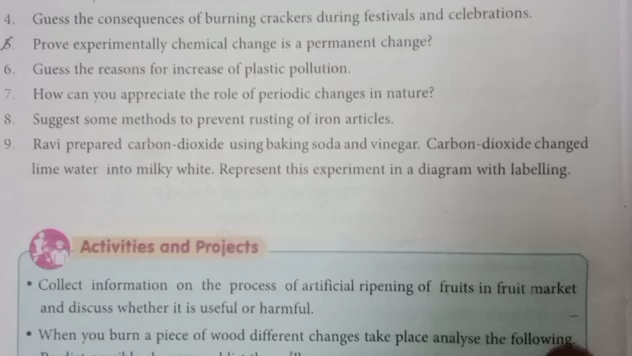 4. Guess the consequences of burning crackers during festivals and celebrations.
5. Prove experimentally chemical change is a permanent change?
6. Guess the reasons for increase of plastic pollution.
7. How can you appreciate the role of periodic changes in nature?
8. Suggest some methods to prevent rusting of iron articles.
9. Ravi prepared carbon-dioxide using baking soda and vinegar. Carbon-dioxide changed
lime water into milky white. Represent this experiment in a diagram with labelling.
Activities and Projects
• Collect information on the process of artificial ripening of fruits in fruit market
and discuss whether it is useful or harmful.
• When you burn a piece of wood different changes take place analyse the following.